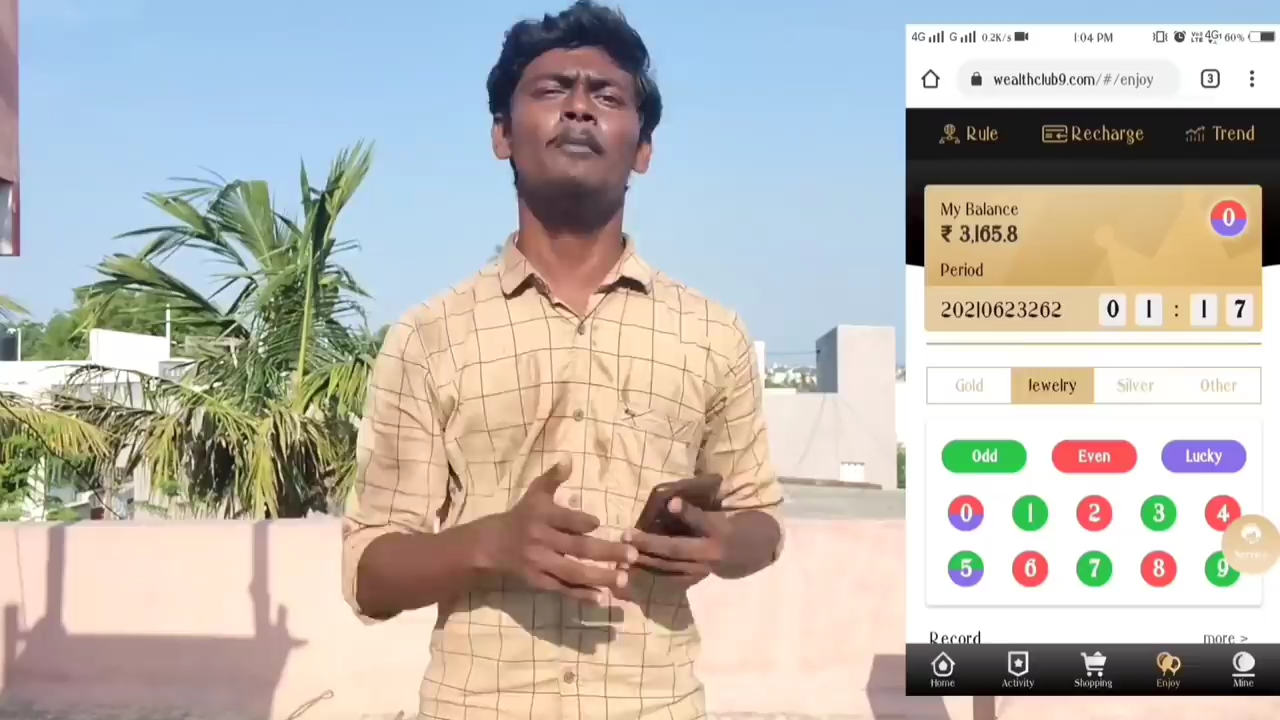 4G G 0.2K/s 1:04 PM 4G+ 60%
wealthclub9.com/#/enjoy 3
Rule Recharge Trend
My Balance
₹ 3,165.8 0
Period
20210623262 0 1 : 1 7
Gold Jewelry Silver Other
Odd Even Lucky
0 1 2 3 4
5 6 7 8 9
Record more >
Home Activity Shopping Enjoy Mine